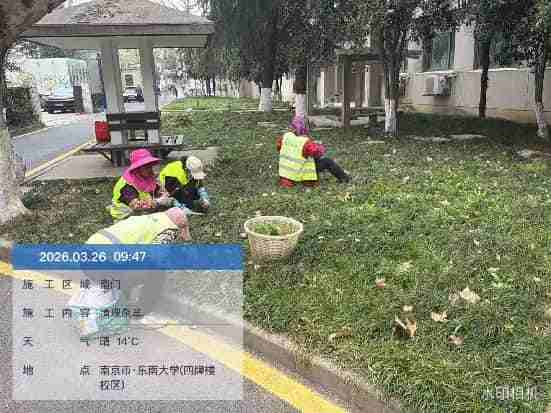 2026.03.26 09:47
施工区域 南门
施工内容 清理杂草
天气 晴 14℃
地点 南京市·东南大学(四牌楼
校区)
水印相机